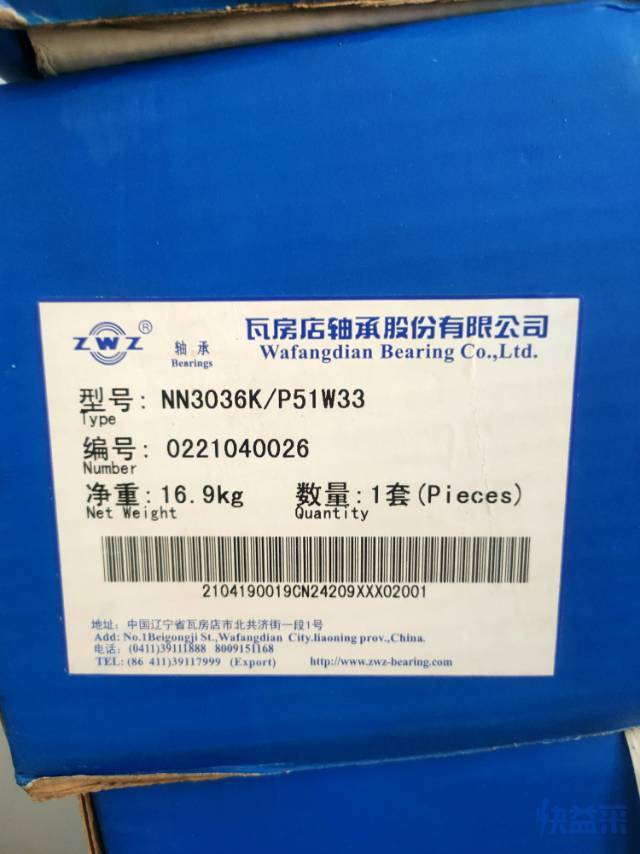 ZWZ®
轴承
Bearings
瓦房店轴承股份有限公司
Wafangdian Bearing Co.,Ltd.
型号: NN3036K/P51W33
Type
编号: 0221040026
Number
净重: 16.9kg 数量: 1套(Pieces)
Net Weight Quantity
2104190019CN24209XXX02001
地址: 中国辽宁省瓦房店市北共济街一段1号
Add: No.1Beigongji St.,Wafangdian City.liaoning prov.,China.
电话: (0411)39111888 8009151168
TEL: (86 411)39117999 (Export) http://www.zwz-bearing.com
快益采